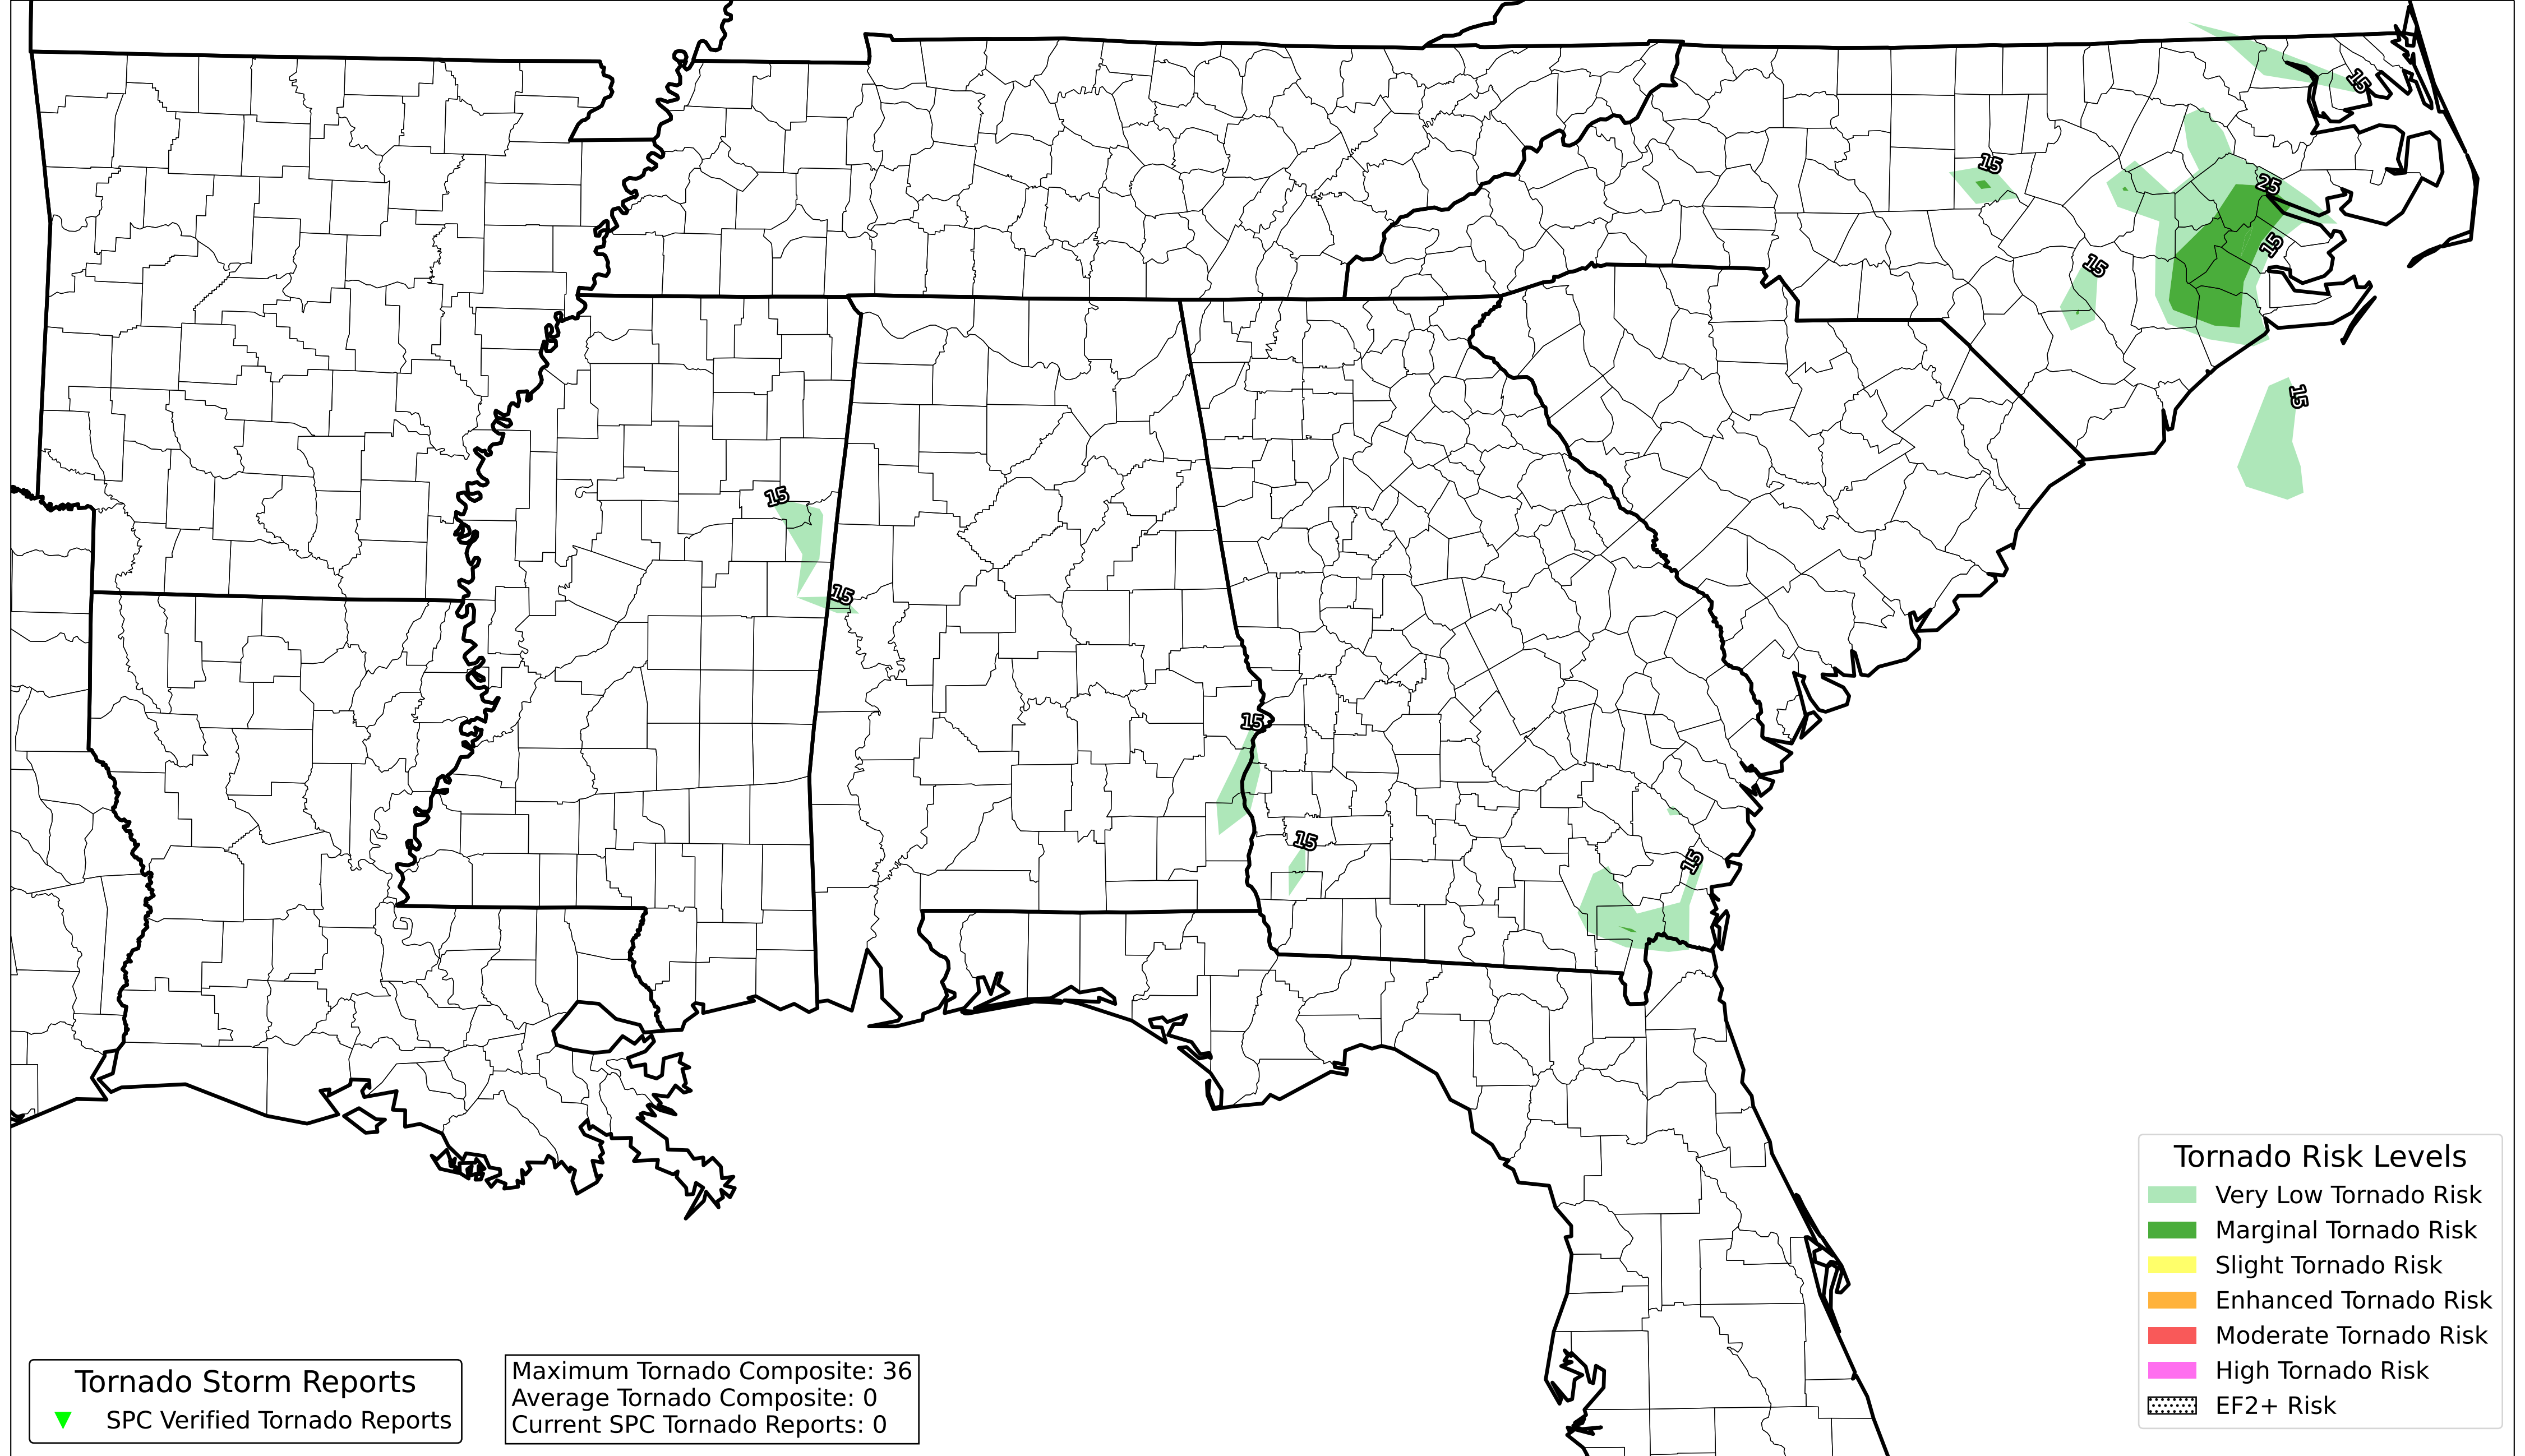 15
15
25
15
15
15
15
15
15
15
15
Tornado Risk Levels
Very Low Tornado Risk
Marginal Tornado Risk
Slight Tornado Risk
Enhanced Tornado Risk
Moderate Tornado Risk
High Tornado Risk
EF2+ Risk
Tornado Storm Reports
SPC Verified Tornado Reports
Maximum Tornado Composite: 36
Average Tornado Composite: 0
Current SPC Tornado Reports: 0